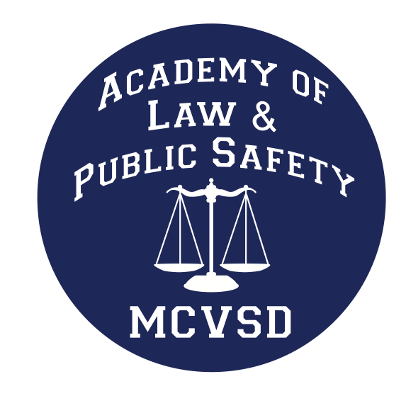 ACADEMY OF
LAW &
PUBLIC SAFETY
MCVSD